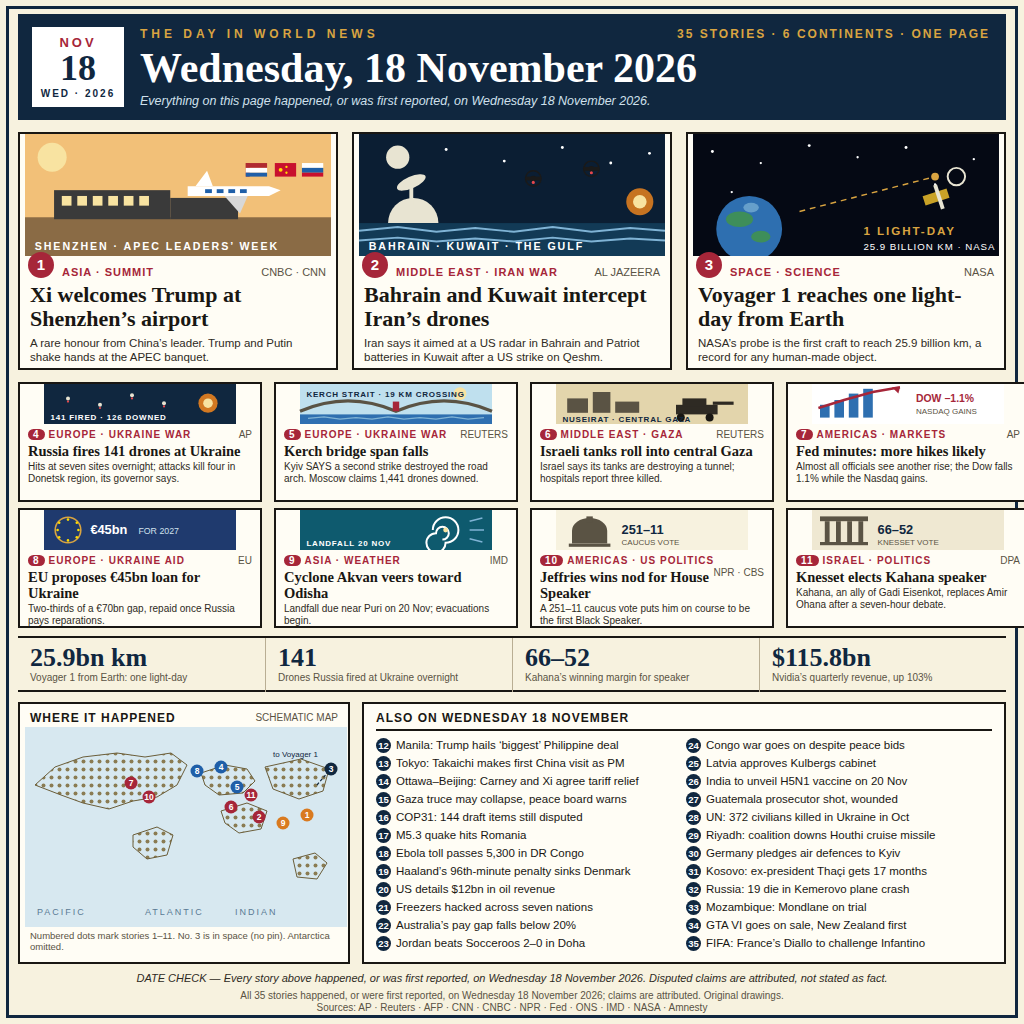 NOV
18
WED · 2026
THE DAY IN WORLD NEWS
35 STORIES · 6 CONTINENTS · ONE PAGE
Wednesday, 18 November 2026
Everything on this page happened, or was first reported, on Wednesday 18 November 2026.
SHENZHEN · APEC LEADERS' WEEK
1 ASIA · SUMMIT
CNBC · CNN
Xi welcomes Trump at
Shenzhen’s airport
A rare honour from China’s leader. Trump and Putin
shake hands at the APEC banquet.
BAHRAIN · KUWAIT · THE GULF
2 MIDDLE EAST · IRAN WAR
AL JAZEERA
Bahrain and Kuwait intercept
Iran’s drones
Iran says it aimed at a US radar in Bahrain and Patriot
batteries in Kuwait after a US strike on Qeshm.
1 LIGHT-DAY
25.9 BILLION KM · NASA
3 SPACE · SCIENCE
NASA
Voyager 1 reaches one light-
day from Earth
NASA’s probe is the first craft to reach 25.9 billion km, a
record for any human-made object.
141 FIRED · 126 DOWNED
4 EUROPE · UKRAINE WAR
AP
Russia fires 141 drones at Ukraine
Hits at seven sites overnight; attacks kill four in
Donetsk region, its governor says.
KERCH STRAIT · 19 KM CROSSING
5 EUROPE · UKRAINE WAR
REUTERS
Kerch bridge span falls
Kyiv SAYS a second strike destroyed the road
arch. Moscow claims 1,441 drones downed.
NUSEIRAT · CENTRAL GAZA
6 MIDDLE EAST · GAZA
REUTERS
Israeli tanks roll into central Gaza
Israel says its tanks are destroying a tunnel;
hospitals report three killed.
DOW −1.1%
NASDAQ GAINS
7 AMERICAS · MARKETS
AP
Fed minutes: more hikes likely
Almost all officials see another rise; the Dow falls
1.1% while the Nasdaq gains.
€45bn FOR 2027
8 EUROPE · UKRAINE AID
EU
EU proposes €45bn loan for
Ukraine
Two-thirds of a €70bn gap, repaid once Russia
pays reparations.
LANDFALL 20 NOV
9 ASIA · WEATHER
IMD
Cyclone Akvan veers toward
Odisha
Landfall due near Puri on 20 Nov; evacuations
begin.
251–11
CAUCUS VOTE
10 AMERICAS · US POLITICS
NPR · CBS
Jeffries wins nod for House
Speaker
A 251–11 caucus vote puts him on course to be
the first Black Speaker.
66–52
KNESSET VOTE
11 ISRAEL · POLITICS
DPA
Knesset elects Kahana speaker
Kahana, an ally of Gadi Eisenkot, replaces Amir
Ohana after a seven-hour debate.
25.9bn km
Voyager 1 from Earth: one light-day
141
Drones Russia fired at Ukraine overnight
66–52
Kahana’s winning margin for speaker
$115.8bn
Nvidia’s quarterly revenue, up 103%
WHERE IT HAPPENED
SCHEMATIC MAP
to Voyager 1
3
8
4
7
5
10
11
6
2
9
1
PACIFIC
ATLANTIC
INDIAN
Numbered dots mark stories 1–11. No. 3 is in space (no pin). Antarctica
omitted.
ALSO ON WEDNESDAY 18 NOVEMBER
12 Manila: Trump hails ‘biggest’ Philippine deal
13 Tokyo: Takaichi makes first China visit as PM
14 Ottawa–Beijing: Carney and Xi agree tariff relief
15 Gaza truce may collapse, peace board warns
16 COP31: 144 draft items still disputed
17 M5.3 quake hits Romania
18 Ebola toll passes 5,300 in DR Congo
19 Haaland’s 96th-minute penalty sinks Denmark
20 US details $12bn in oil revenue
21 Freezers hacked across seven nations
22 Australia’s pay gap falls below 20%
23 Jordan beats Socceroos 2–0 in Doha
24 Congo war goes on despite peace bids
25 Latvia approves Kulbergs cabinet
26 India to unveil H5N1 vaccine on 20 Nov
27 Guatemala prosecutor shot, wounded
28 UN: 372 civilians killed in Ukraine in Oct
29 Riyadh: coalition downs Houthi cruise missile
30 Germany pledges air defences to Kyiv
31 Kosovo: ex-president Thaçi gets 17 months
32 Russia: 19 die in Kemerovo plane crash
33 Mozambique: Mondlane on trial
34 GTA VI goes on sale, New Zealand first
35 FIFA: France’s Diallo to challenge Infantino
DATE CHECK — Every story above happened, or was first reported, on Wednesday 18 November 2026. Disputed claims are attributed, not stated as fact.
All 35 stories happened, or were first reported, on Wednesday 18 November 2026; claims are attributed. Original drawings.
Sources: AP · Reuters · AFP · CNN · CNBC · NPR · Fed · ONS · IMD · NASA · Amnesty